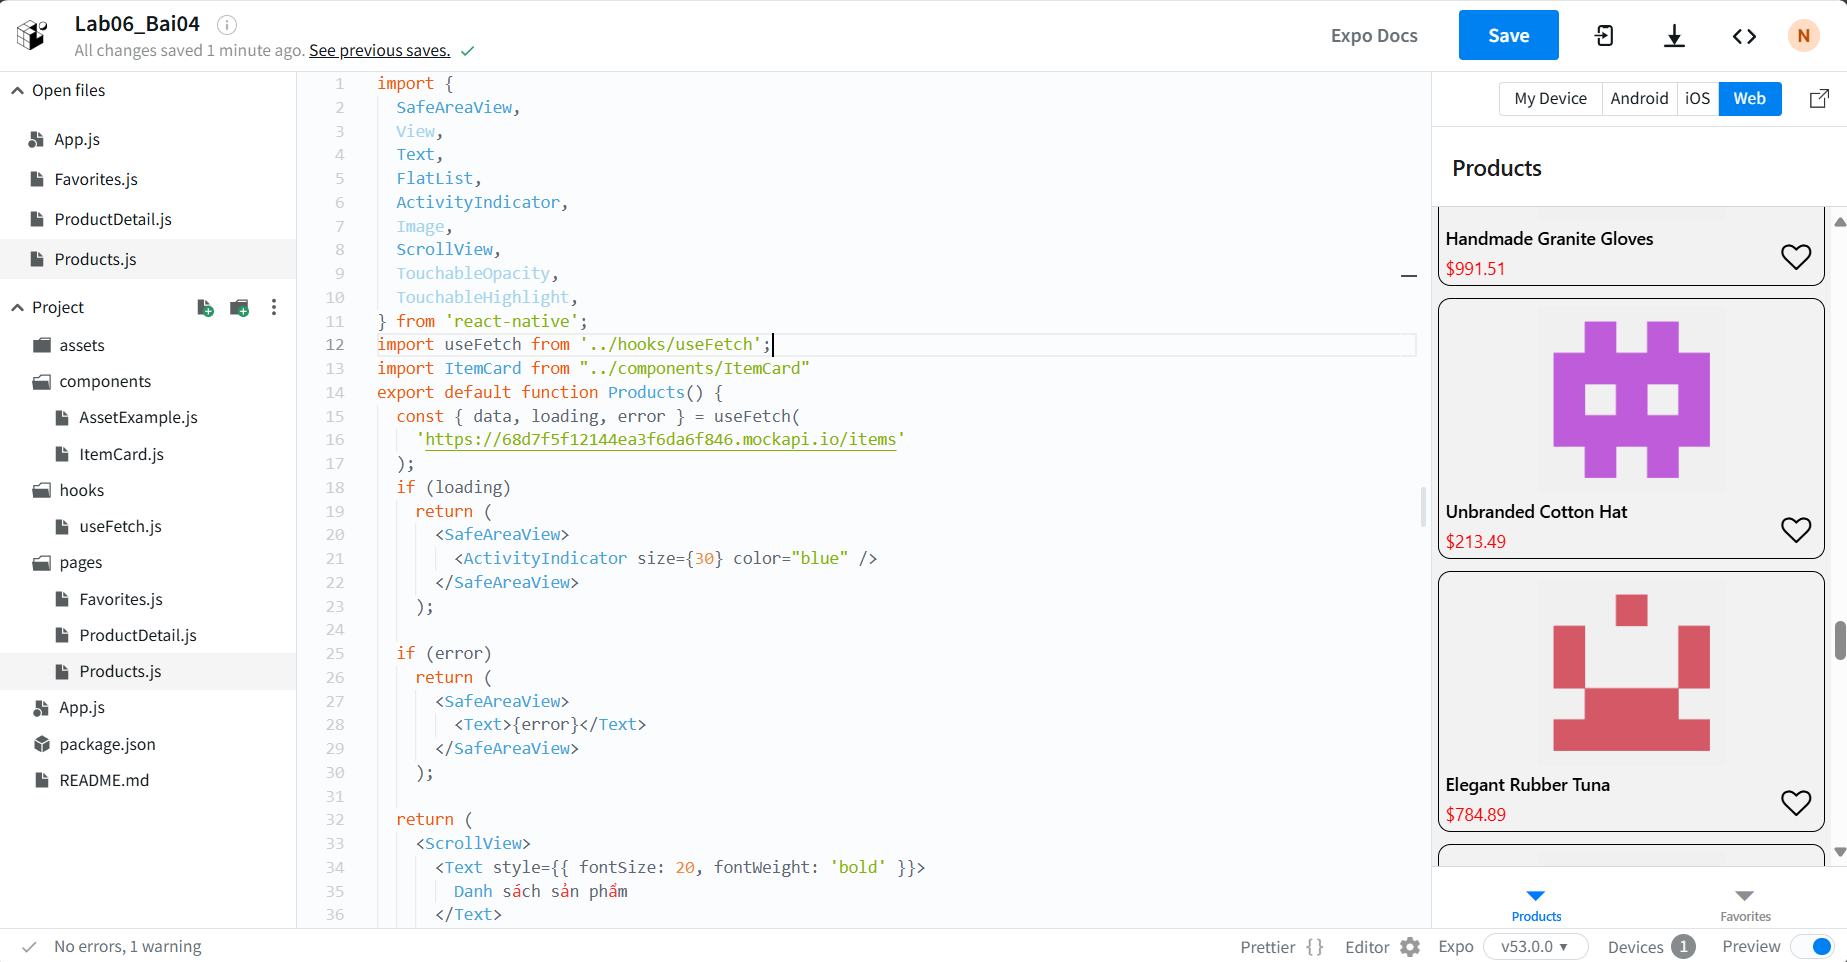 Lab06_Bai04
All changes saved 1 minute ago. See previous saves.
Expo Docs
Save
N
Open files
App.js
Favorites.js
ProductDetail.js
Products.js
Project
assets
components
AssetExample.js
ItemCard.js
hooks
useFetch.js
pages
Favorites.js
ProductDetail.js
Products.js
App.js
package.json
README.md
1 import {
2 SafeAreaView,
3 View,
4 Text,
5 FlatList,
6 ActivityIndicator,
7 Image,
8 ScrollView,
9 TouchableOpacity,
10 TouchableHighlight,
11 } from 'react-native';
12 import useFetch from '../hooks/useFetch';
13 import ItemCard from "../components/ItemCard"
14 export default function Products() {
15 const { data, loading, error } = useFetch(
16 'https://68d7f5f12144ea3f6da6f846.mockapi.io/items'
17 );
18 if (loading)
19 return (
20 <SafeAreaView>
21 <ActivityIndicator size={30} color="blue" />
22 </SafeAreaView>
23 );
24
25 if (error)
26 return (
27 <SafeAreaView>
28 <Text>{error}</Text>
29 </SafeAreaView>
30 );
31
32 return (
33 <ScrollView>
34 <Text style={{ fontSize: 20, fontWeight: 'bold' }}>
35 Danh sách sản phẩm
36 </Text>
My Device
Android
iOS
Web
Products
Handmade Granite Gloves
$991.51
Unbranded Cotton Hat
$213.49
Elegant Rubber Tuna
$784.89
Products
Favorites
No errors, 1 warning
Prettier { }
Editor
Expo
v53.0.0
Devices 1
Preview